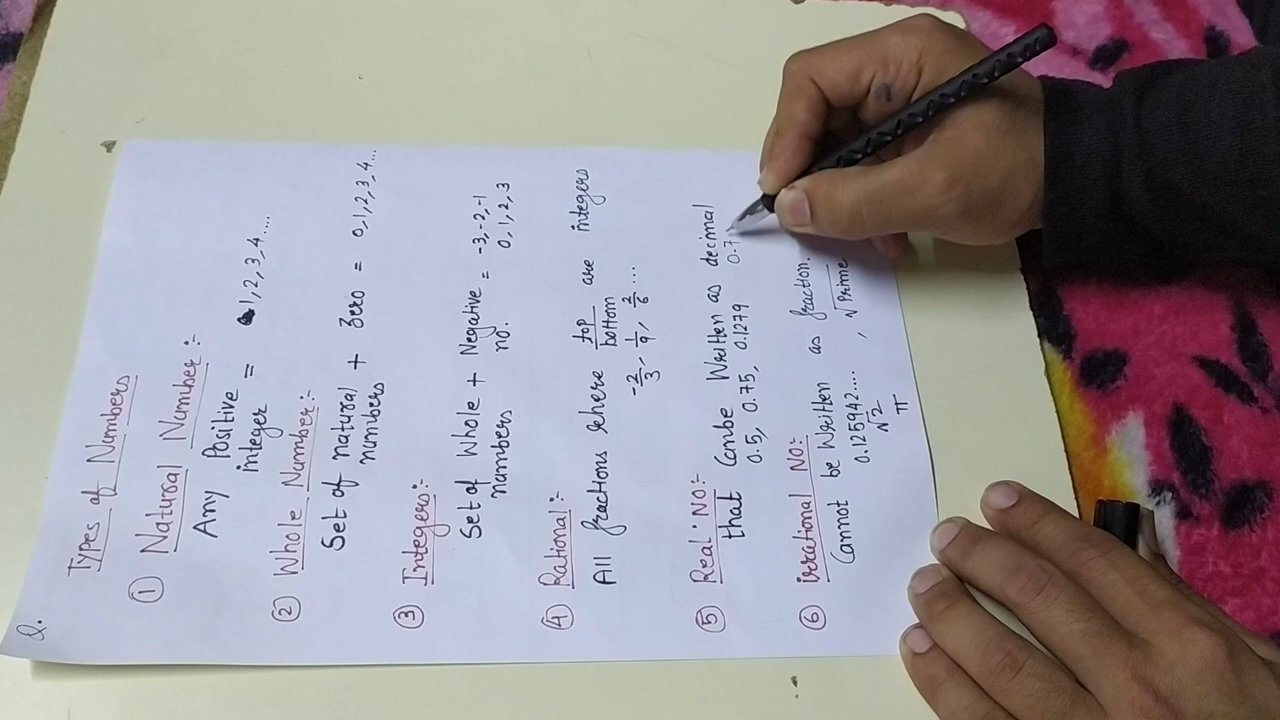 Q.
Types of Numbers
① Natural Number:-
Any Positive integer = 1, 2, 3, 4....
② Whole Number:-
Set of natural numbers + Zero = 0, 1, 2, 3, 4...
③ Integers:-
Set of Whole numbers + Negative no. = -3, -2, -1
0, 1, 2, 3
④ Rational:-
All fractions where top/bottom are integers
-2/3, 1/9, 2/6 ...
⑤ Real NO:-
that Canbe Written as decimal
0.5, 0.75, 0.1279 0.7
⑥ irrational NO:-
Cannot be Written as fraction.
0.125942...., √Prime
√2
π